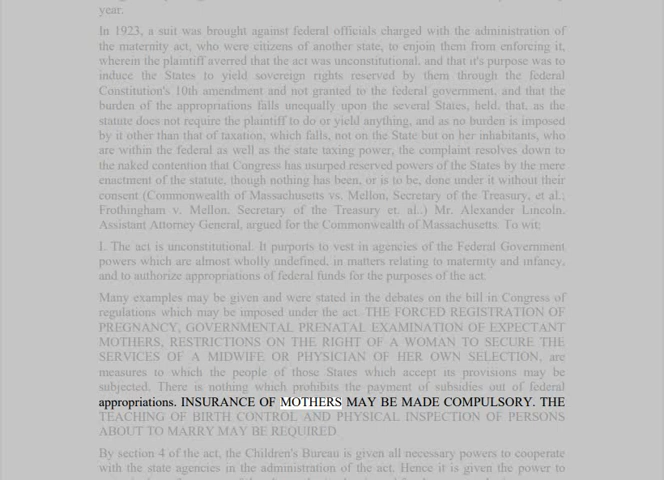 year.
In 1923, a suit was brought against federal officials charged with the administration of
the maternity act, who were citizens of another state, to enjoin them from enforcing it,
wherein the plaintiff averred that the act was unconstitutional, and that it's purpose was to
induce the States to yield sovereign rights reserved by them through the federal
Constitution's 10th amendment and not granted to the federal government, and that the
burden of the appropriations falls unequally upon the several States, held, that, as the
statute does not require the plaintiff to do or yield anything, and as no burden is imposed
by it other than that of taxation, which falls, not on the State but on her inhabitants, who
are within the federal as well as the state taxing power, the complaint resolves down to
the naked contention that Congress has usurped reserved powers of the States by the mere
enactment of the statute, though nothing has been, or is to be, done under it without their
consent (Commonwealth of Massachusetts vs. Mellon, Secretary of the Treasury, et al.;
Frothingham v. Mellon, Secretary of the Treasury et. al..) Mr. Alexander Lincoln,
Assistant Attorney General, argued for the Commonwealth of Massachusetts. To wit:
I. The act is unconstitutional. It purports to vest in agencies of the Federal Government
powers which are almost wholly undefined, in matters relating to maternity and infancy,
and to authorize appropriations of federal funds for the purposes of the act.
Many examples may be given and were stated in the debates on the bill in Congress of
regulations which may be imposed under the act. THE FORCED REGISTRATION OF
PREGNANCY, GOVERNMENTAL PRENATAL EXAMINATION OF EXPECTANT
MOTHERS, RESTRICTIONS ON THE RIGHT OF A WOMAN TO SECURE THE
SERVICES OF A MIDWIFE OR PHYSICIAN OF HER OWN SELECTION, are
measures to which the people of those States which accept its provisions may be
subjected. There is nothing which prohibits the payment of subsidies out of federal
appropriations. INSURANCE OF MOTHERS MAY BE MADE COMPULSORY. THE
TEACHING OF BIRTH CONTROL AND PHYSICAL INSPECTION OF PERSONS
ABOUT TO MARRY MAY BE REQUIRED.
By section 4 of the act, the Children's Bureau is given all necessary powers to cooperate
with the state agencies in the administration of the act. Hence it is given the power to